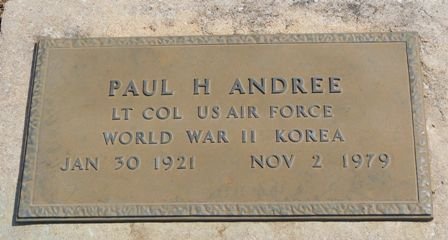 PAUL H ANDREE
LT COL US AIR FORCE
WORLD WAR II KOREA
JAN 30 1921 NOV 2 1979